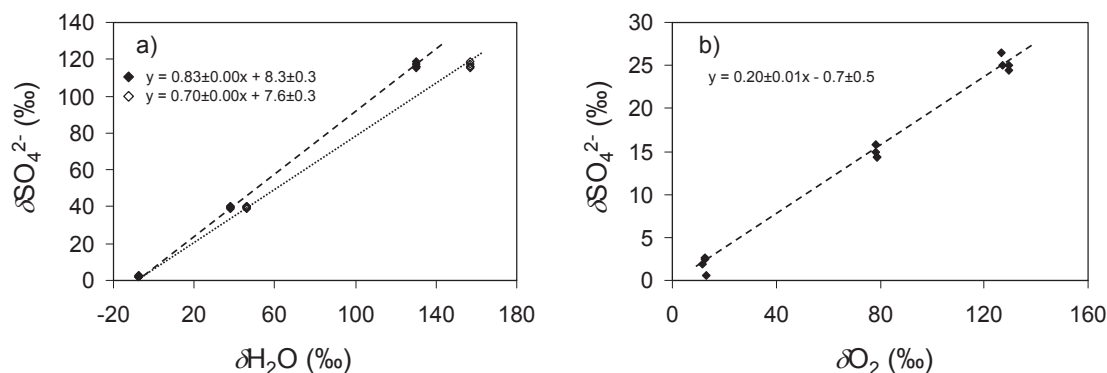 a)
y = 0.83±0.00x + 8.3±0.3
y = 0.70±0.00x + 7.6±0.3
140
120
100
80
60
40
20
0
-20 20 60 100 140 180
δSO₄²⁻ (‰)
δH₂O (‰)
b)
y = 0.20±0.01x - 0.7±0.5
30
25
20
15
10
5
0
0 40 80 120 160
δSO₄²⁻ (‰)
δO₂ (‰)